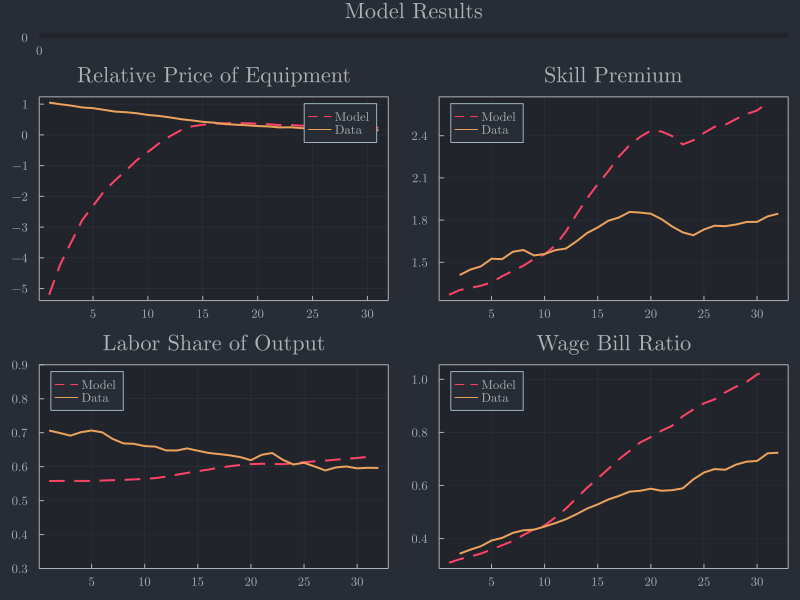 Model Results
0
0
Relative Price of Equipment
Skill Premium
1
0
−1
−2
−3
−4
−5
Model
Data
5 10 15 20 25 30
2.4
2.1
1.8
1.5
Model
Data
5 10 15 20 25 30
Labor Share of Output
Wage Bill Ratio
0.9
0.8
0.7
0.6
0.5
0.4
0.3
Model
Data
5 10 15 20 25 30
1.0
0.8
0.6
0.4
Model
Data
5 10 15 20 25 30